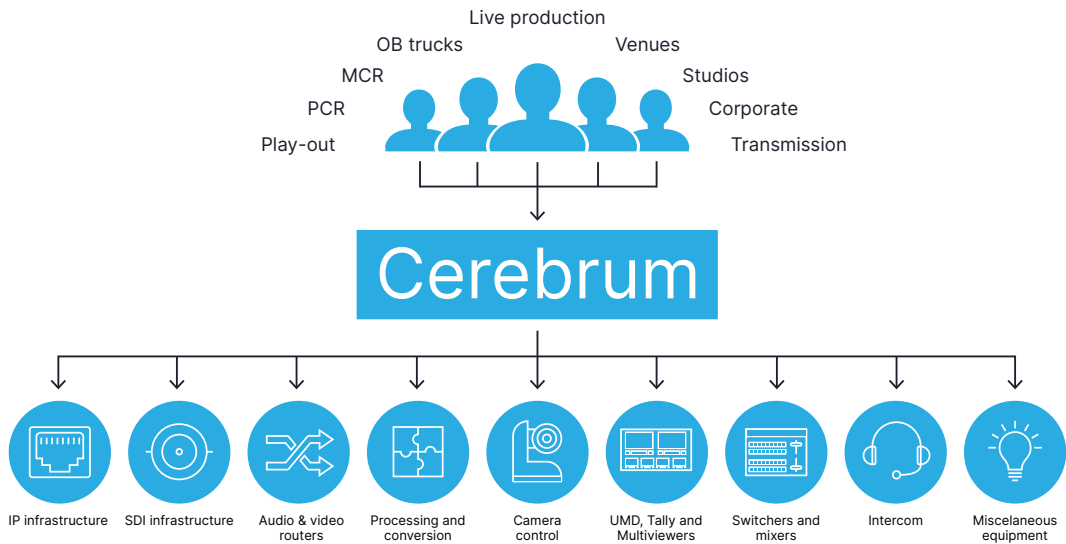 Live production
OB trucks
Venues
MCR
Studios
PCR
Corporate
Play-out
Transmission
Cerebrum
IP infrastructure
SDI infrastructure
Audio & video
routers
Processing and
conversion
Camera
control
UMD, Tally and
Multiviewers
Switchers and
mixers
Intercom
Miscelaneous
equipment